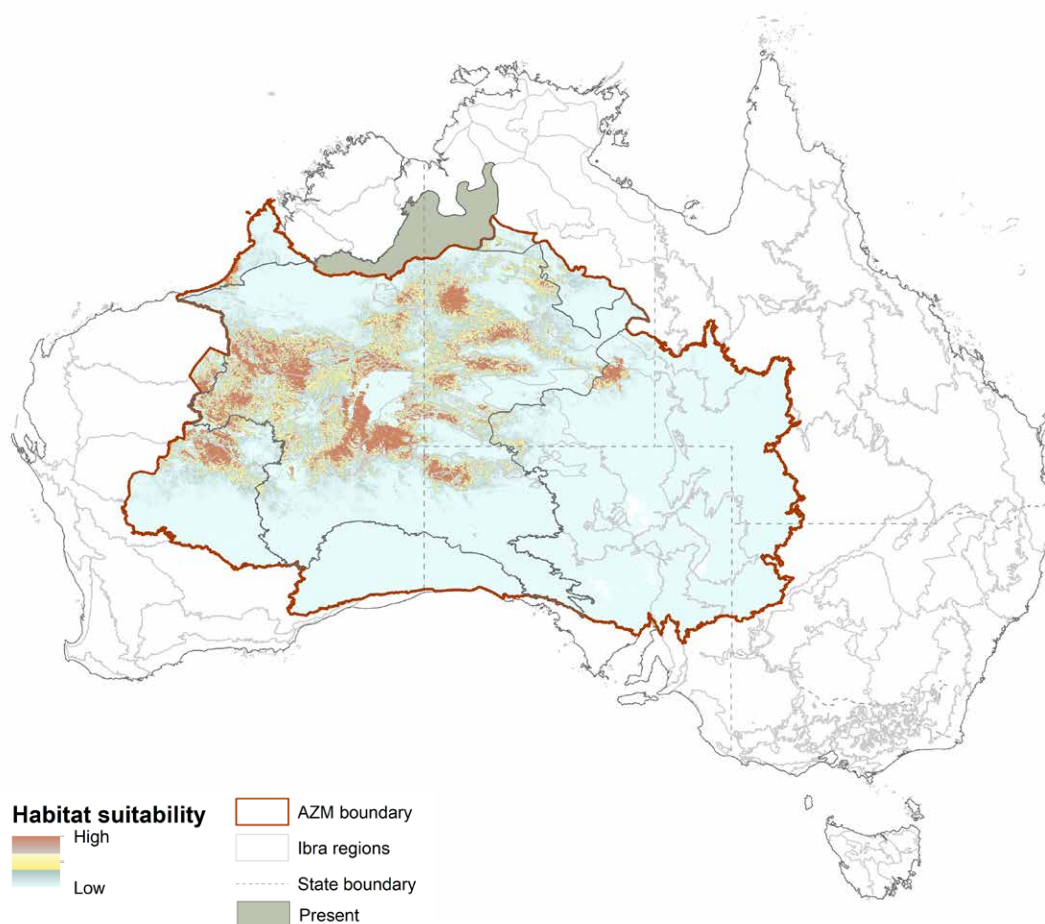 Habitat suitability
High
Low
AZM boundary
Ibra regions
State boundary
Present